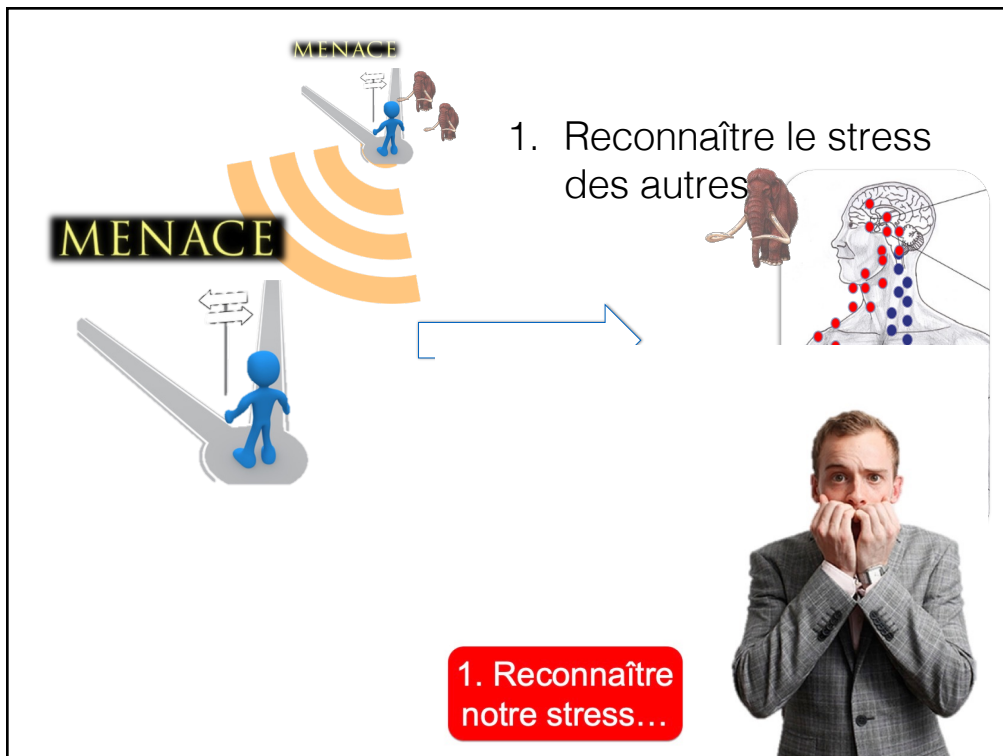 MENACE
1. Reconnaître le stress
des autres
MENACE
1. Reconnaître
notre stress…